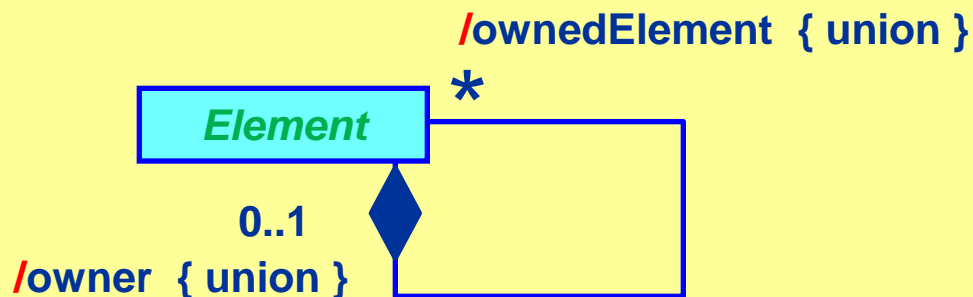 /ownedElement { union }
*
Element
0..1
/owner { union }